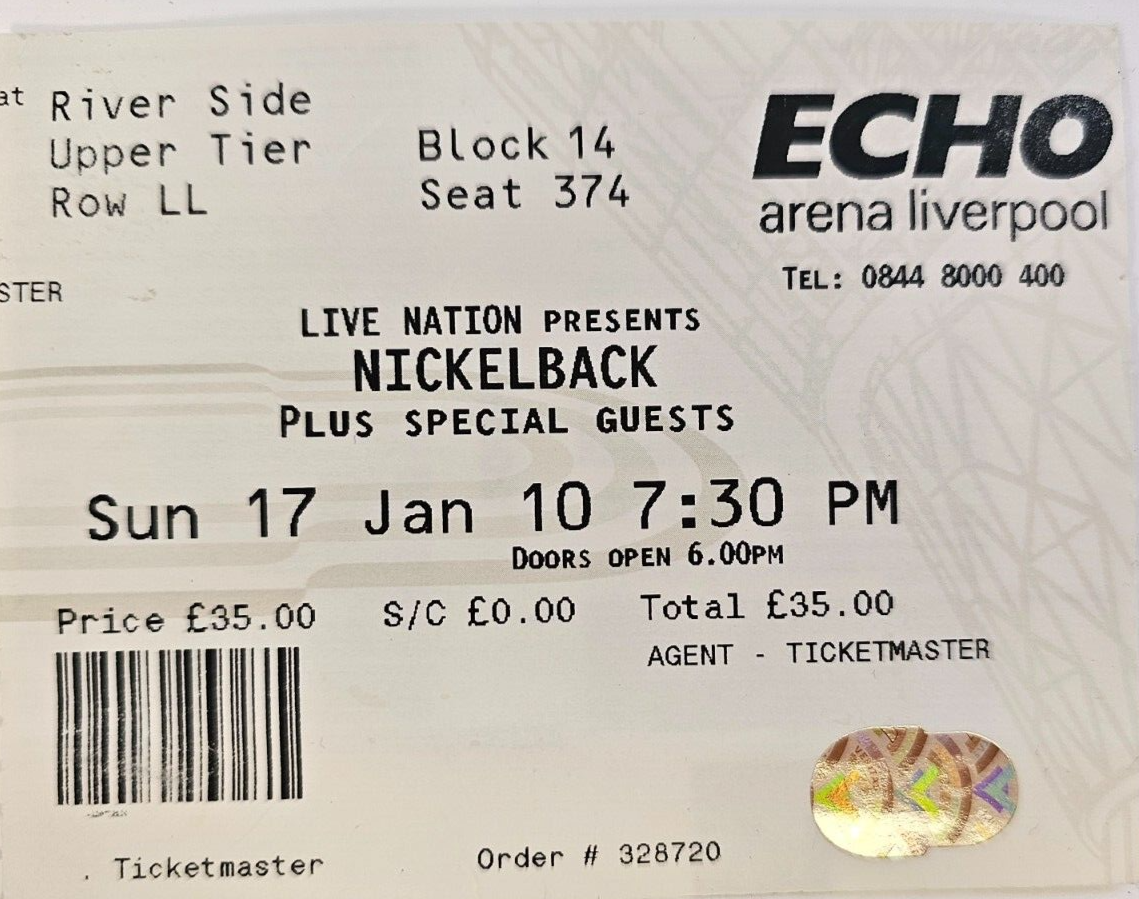 at River Side
Upper Tier Block 14
Row LL Seat 374
ECHO
arena liverpool
TEL: 0844 8000 400
STER
LIVE NATION PRESENTS
NICKELBACK
PLUS SPECIAL GUESTS
Sun 17 Jan 10 7:30 PM
DOORS OPEN 6.00PM
Price £35.00 S/C £0.00 Total £35.00
AGENT - TICKETMASTER
. Ticketmaster Order # 328720